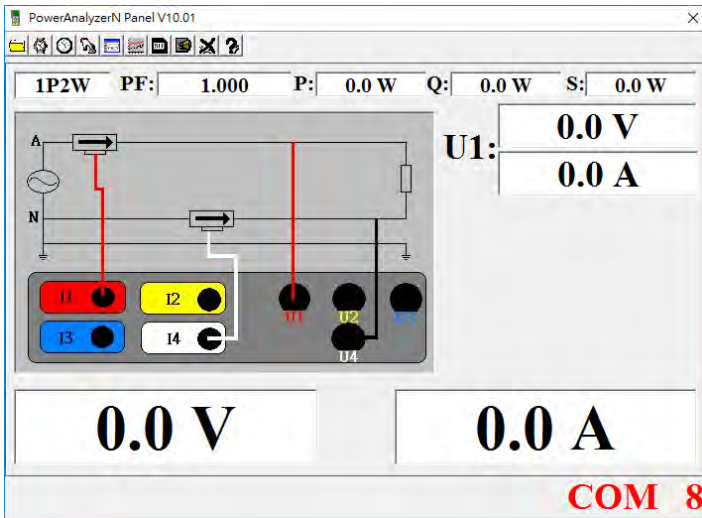 PowerAnalyzerN Panel V10.01
1P2W PF: 1.000 P: 0.0 W Q: 0.0 W S: 0.0 W
U1: 0.0 V
0.0 A
A
N
I1 I2 U1 U2 U3
I3 I4 U4
0.0 V 0.0 A
COM 8